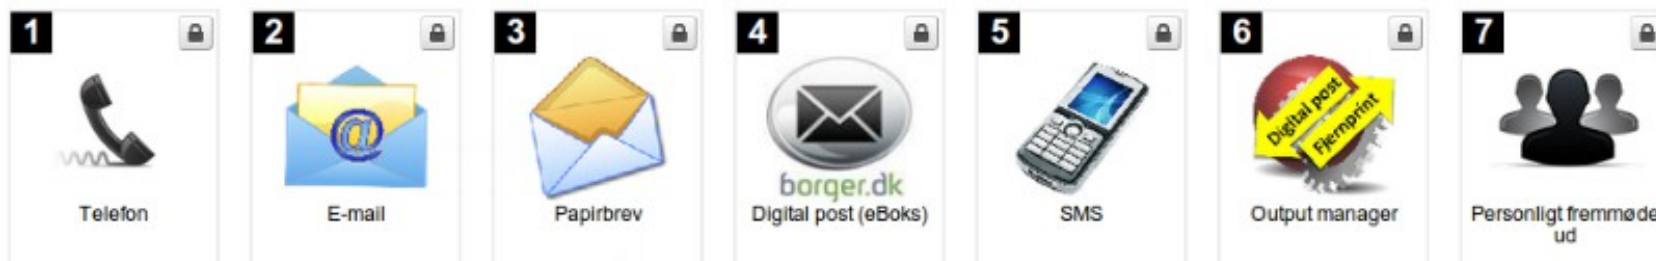 1
2
3
4
5
6
7
@
Digital post
Fjernprint
borger.dk
Telefon
E-mail
Papirbrev
Digital post (eBoks)
SMS
Output manager
Personligt fremmøde
ud